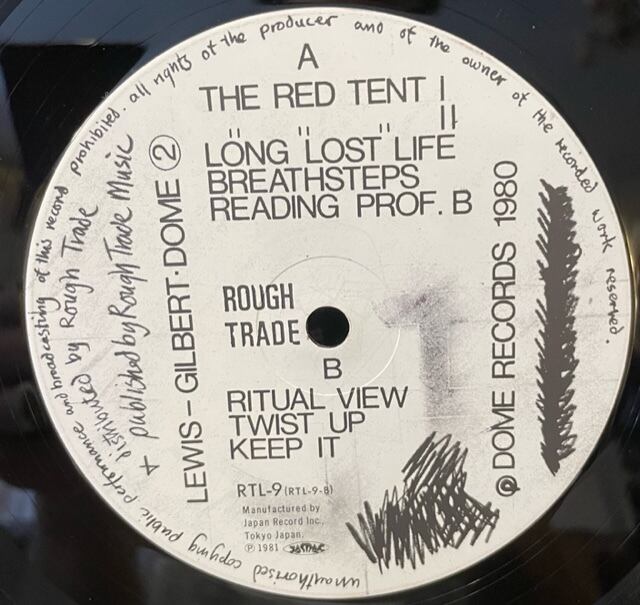 A
THE RED TENT I
II
LÖNG "LOST" LIFE
BREATHSTEPS
READING PROF. B
ROUGH
TRADE
B
RITUAL VIEW
TWIST UP
KEEP IT
RTL-9 (RTL-9-B)
Manufactured by
Japan Record Inc.,
Tokyo Japan.
℗ 1981 JASRAC
LEWIS - GILBERT · DOME ②
+ published by Rough Trade Music
distributed by Rough Trade
℗ DOME RECORDS 1980
unauthorised copying public performance and broadcasting of this record prohibited. all rights of the producer and of the owner of the recorded work reserved.